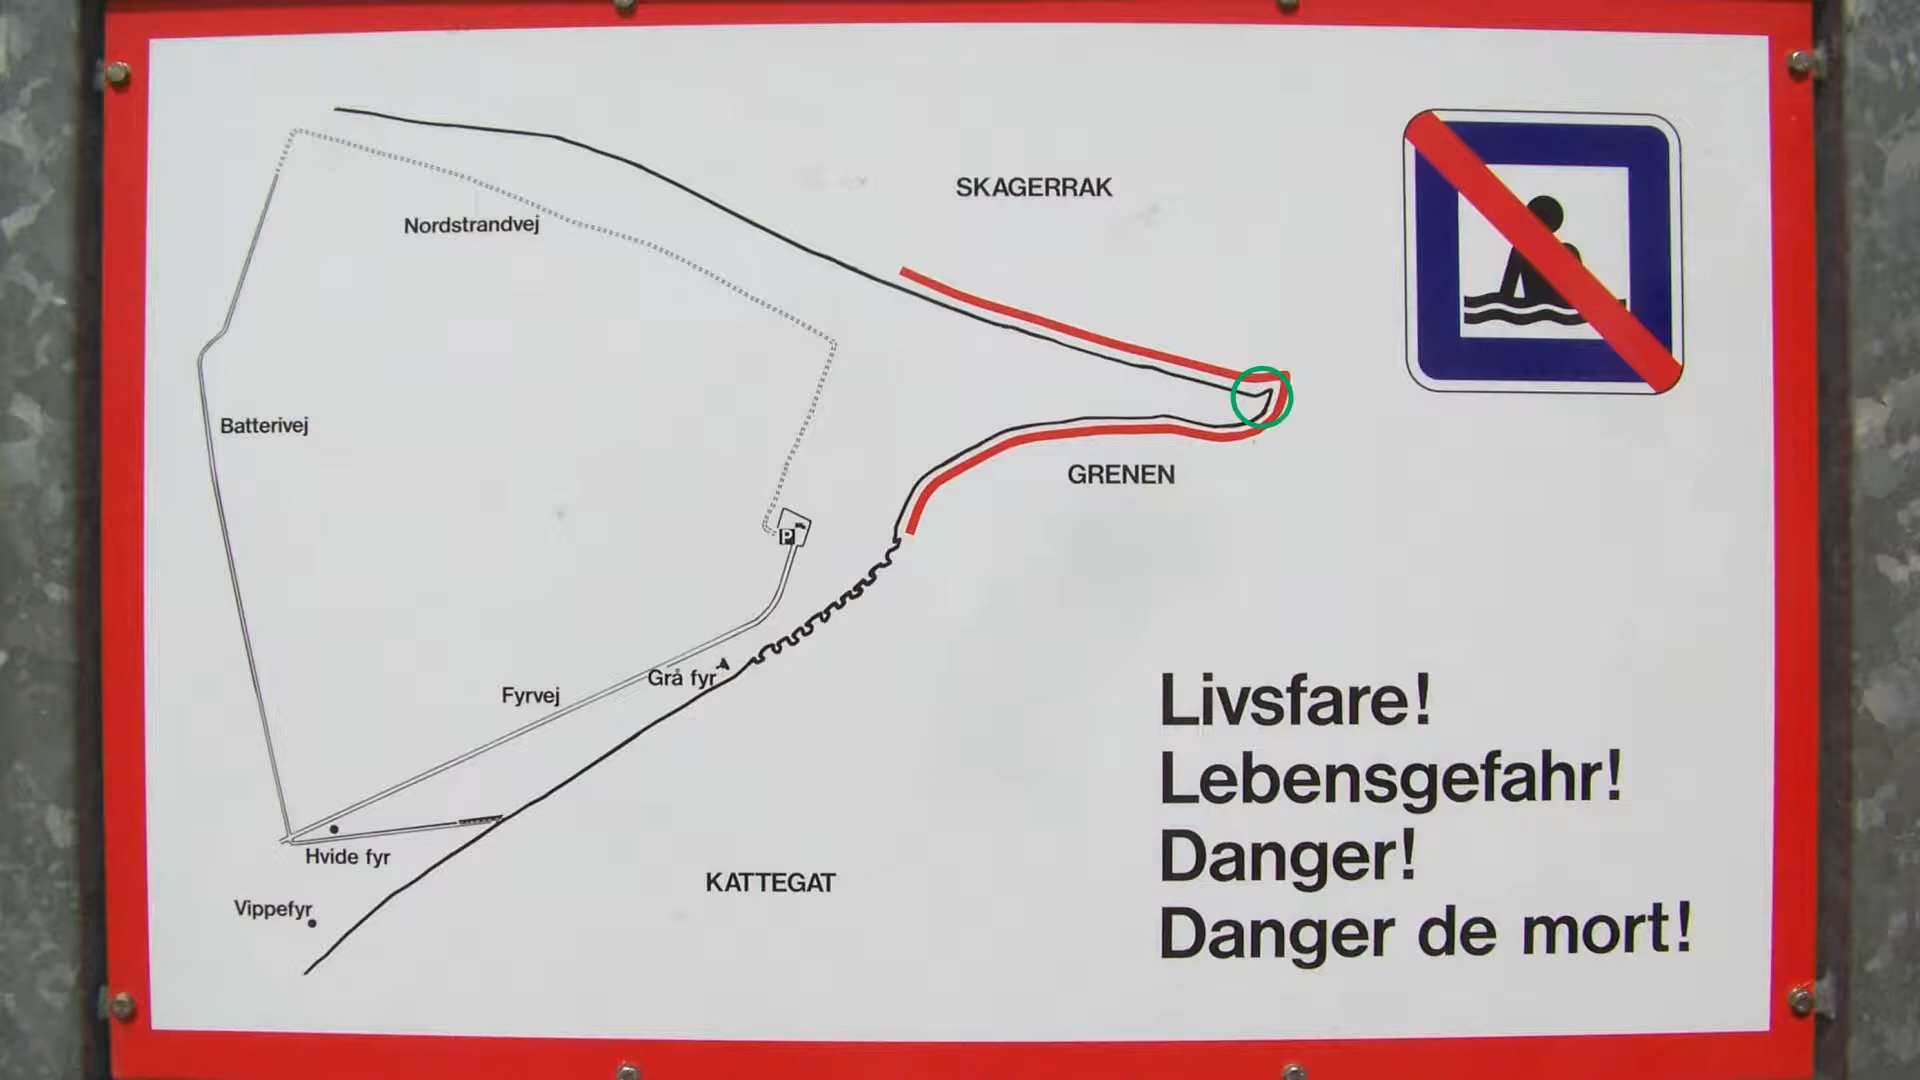 SKAGERRAK
Nordstrandvej
Batterivej
GRENEN
P
Grå fyr
Fyrvej
Hvide fyr
Vippefyr
KATTEGAT
Livsfare!
Lebensgefahr!
Danger!
Danger de mort!